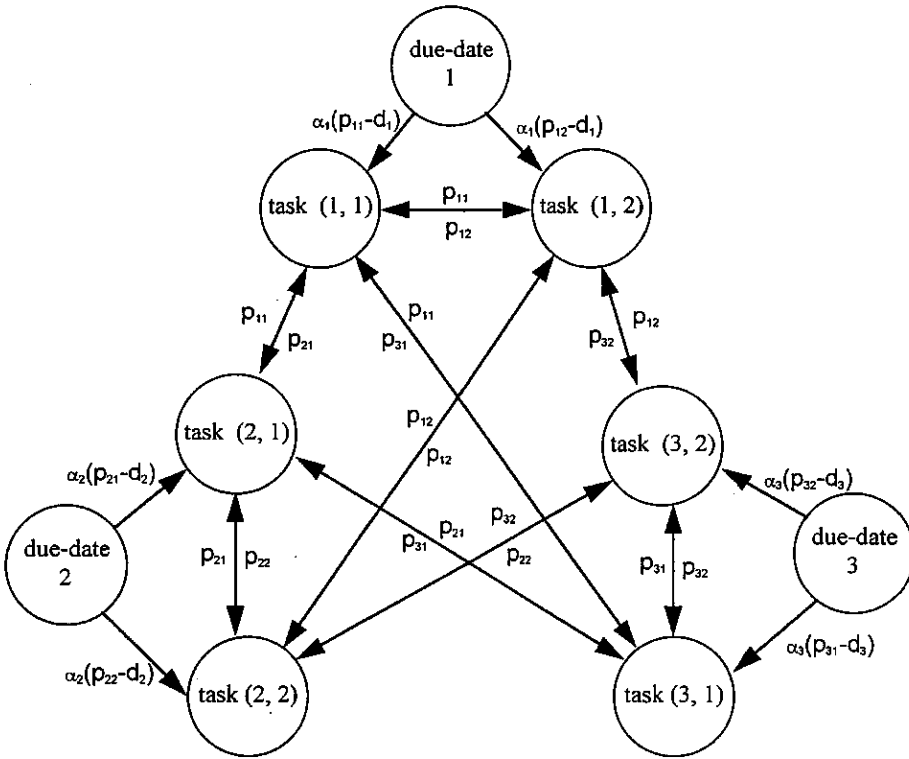 due-date
1
α₁(p₁₁-d₁)
α₁(p₁₂-d₁)
task (1, 1)
p₁₁
p₁₂
task (1, 2)
p₁₁
p₂₁
p₁₁
p₃₁
p₁₂
p₃₂
task (2, 1)
p₁₂
p₁₂
task (3, 2)
α₂(p₂₁-d₂)
α₃(p₃₂-d₃)
due-date
2
p₂₁
p₂₂
p₃₁
p₂₁
p₃₂
p₂₂
p₃₁
p₃₂
due-date
3
α₂(p₂₂-d₂)
task (2, 2)
task (3, 1)
α₃(p₃₁-d₃)